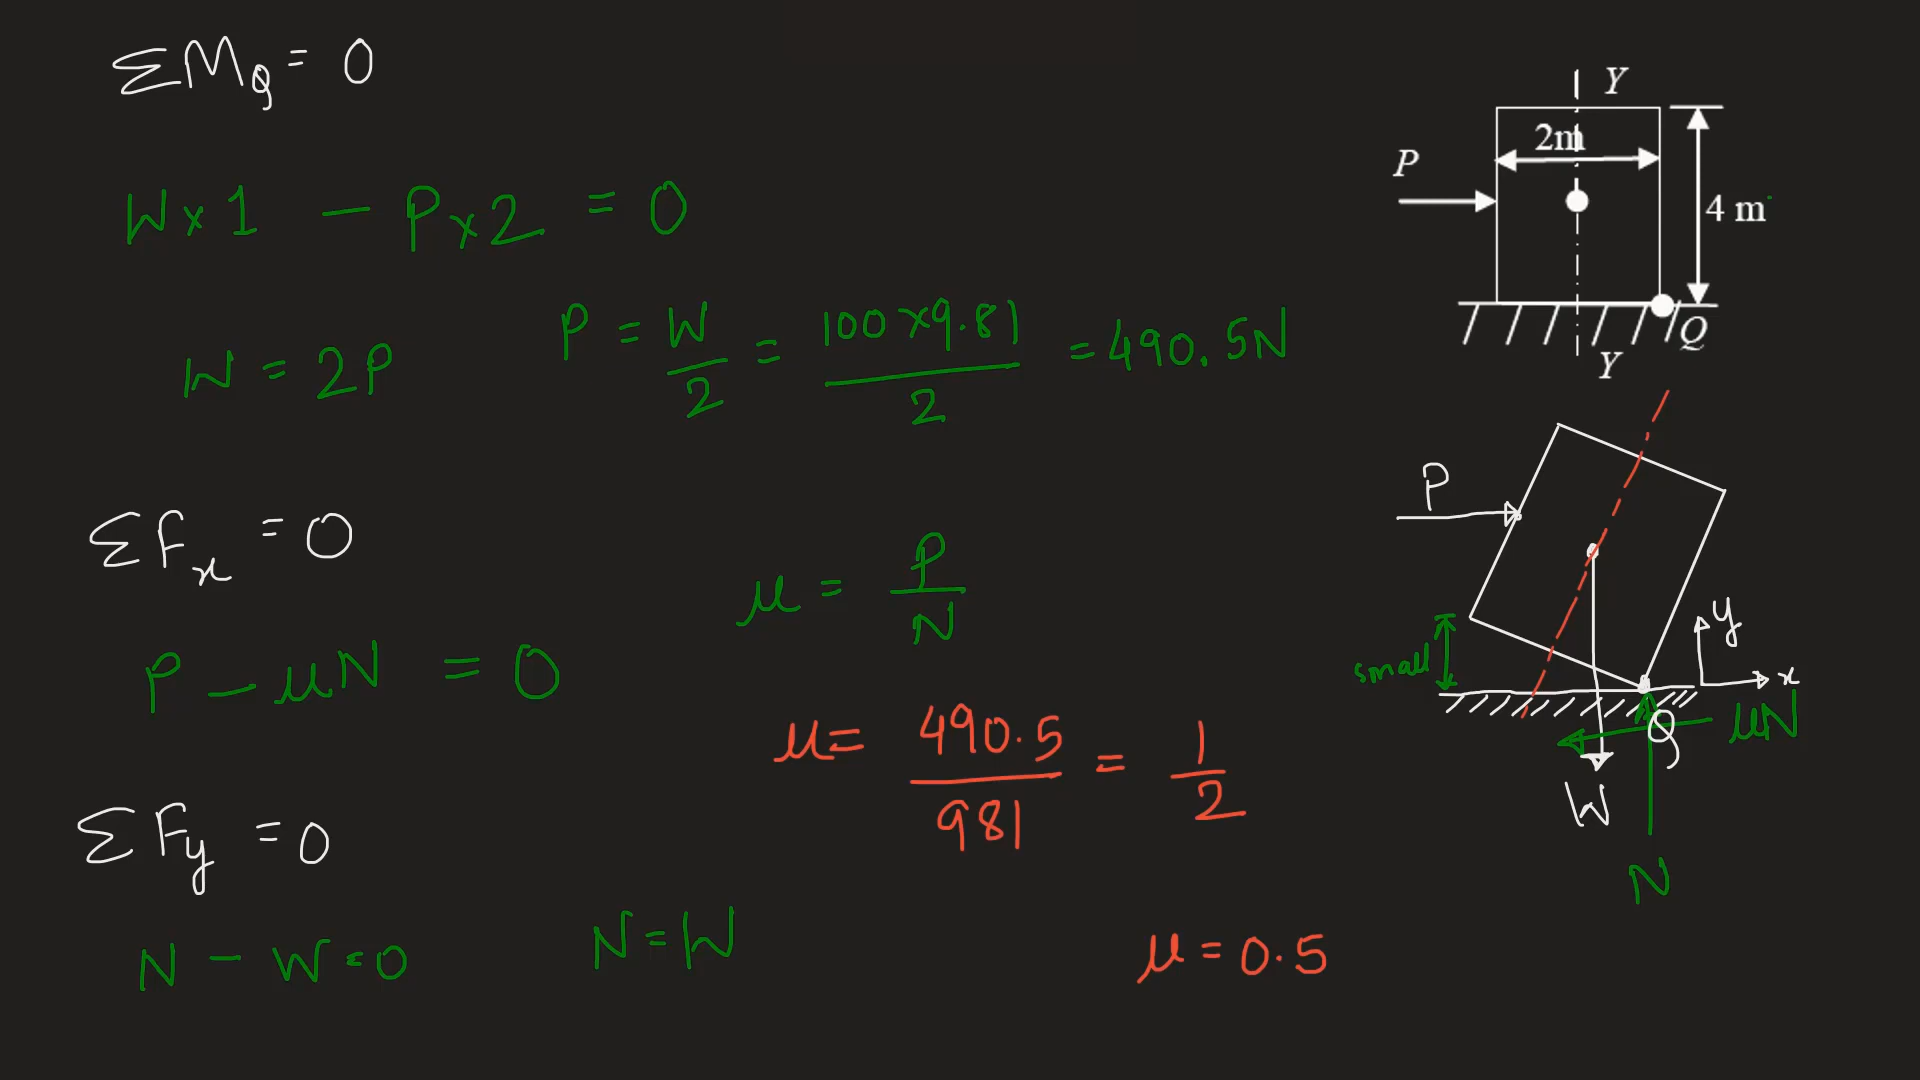 ΣM_Q = 0
W × 1 − P × 2 = 0
W = 2P
P = W/2 = (100 × 9.81)/2 = 490.5 N
ΣF_x = 0
P − μN = 0
μ = P/N
μ = 490.5/981 = 1/2
ΣF_y = 0
N − W = 0
N = W
μ = 0.5
Y
2m
P
4 m
Q
Y
P
y
small
x
Q
μN
W
N